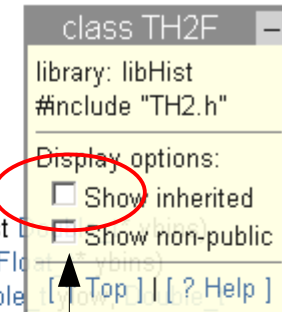 class TH2F –
library: libHist
#include "TH2.h"
Display options:
Show inherited
Show non-public
[ ↑ Top ] | [ ? Help ]